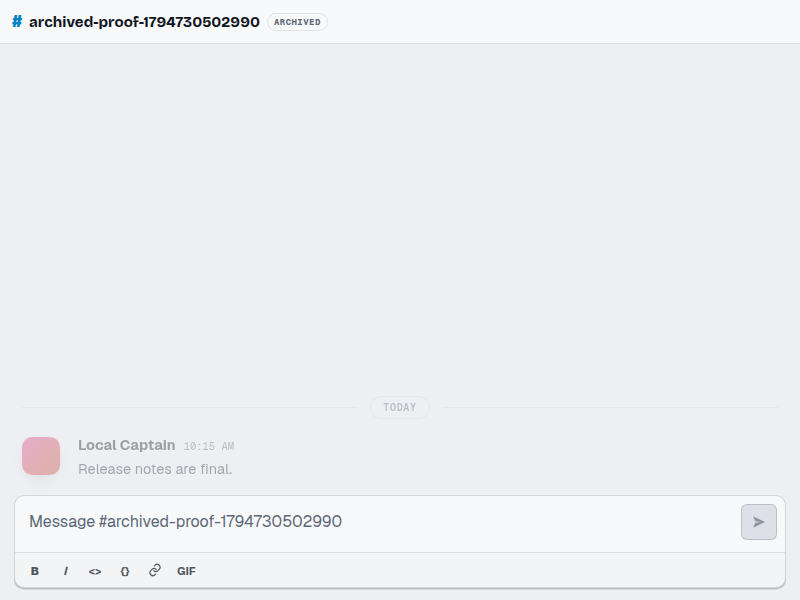 # archived-proof-1794730502990 ARCHIVED
TODAY
Local Captain 10:15 AM
Release notes are final.
Message #archived-proof-1794730502990
B I <> {} GIF